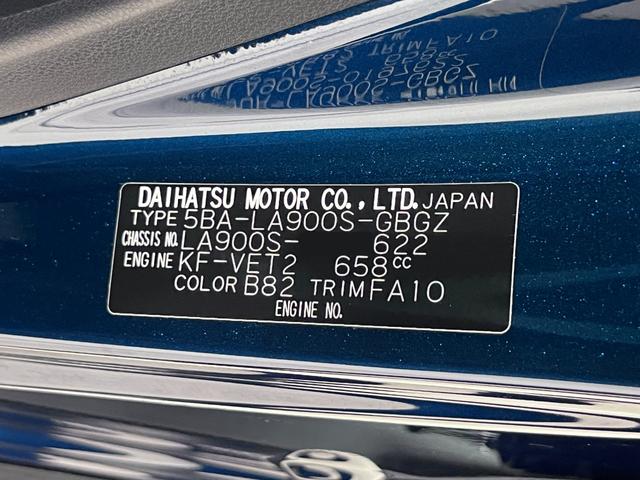 DAIHATSU MOTOR CO., LTD. JAPAN
TYPE 5BA-LA900S-GBGZ
CHASSIS NO. LA900S- 622
ENGINE KF-VET2 658cc
COLOR B82 TRIM FA10
ENGINE NO.